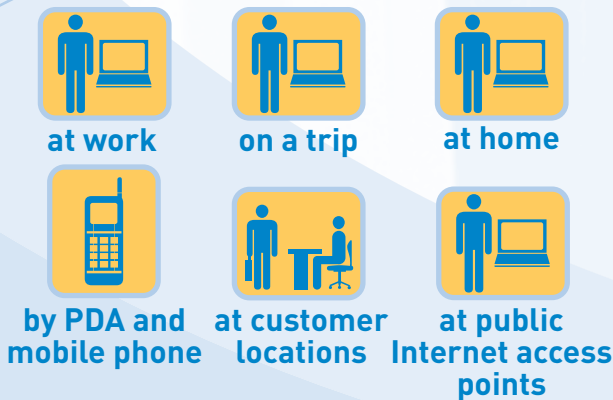 at work
on a trip
at home
by PDA and
mobile phone
at customer
locations
at public
Internet access
points